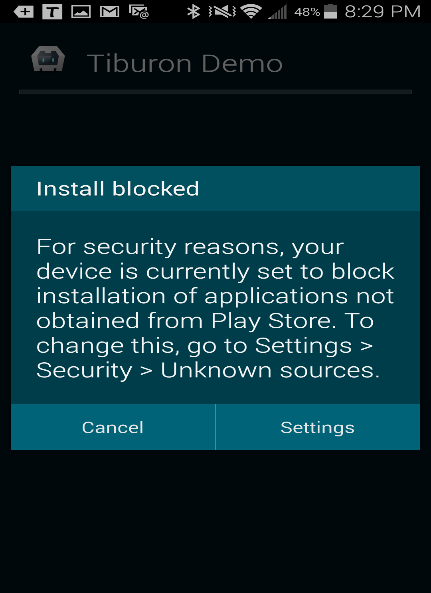 48% 8:29 PM
Tiburon Demo
Install blocked
For security reasons, your
device is currently set to block
installation of applications not
obtained from Play Store. To
change this, go to Settings >
Security > Unknown sources.
Cancel Settings